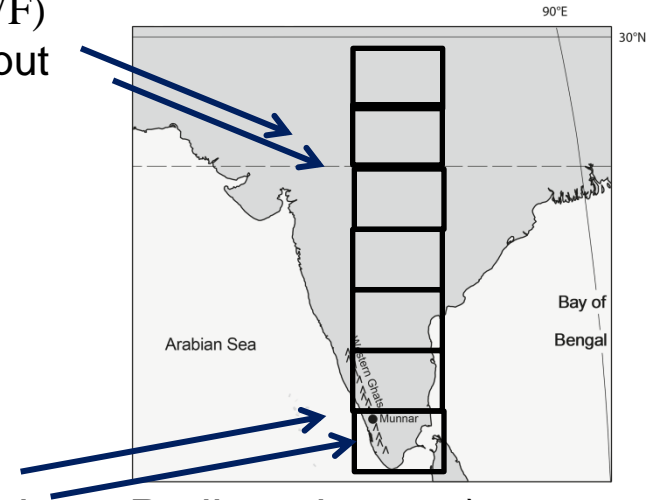 /F)
out
90°E
30°N
Bay of
Bengal
Arabian Sea
Western Ghats
Munnar